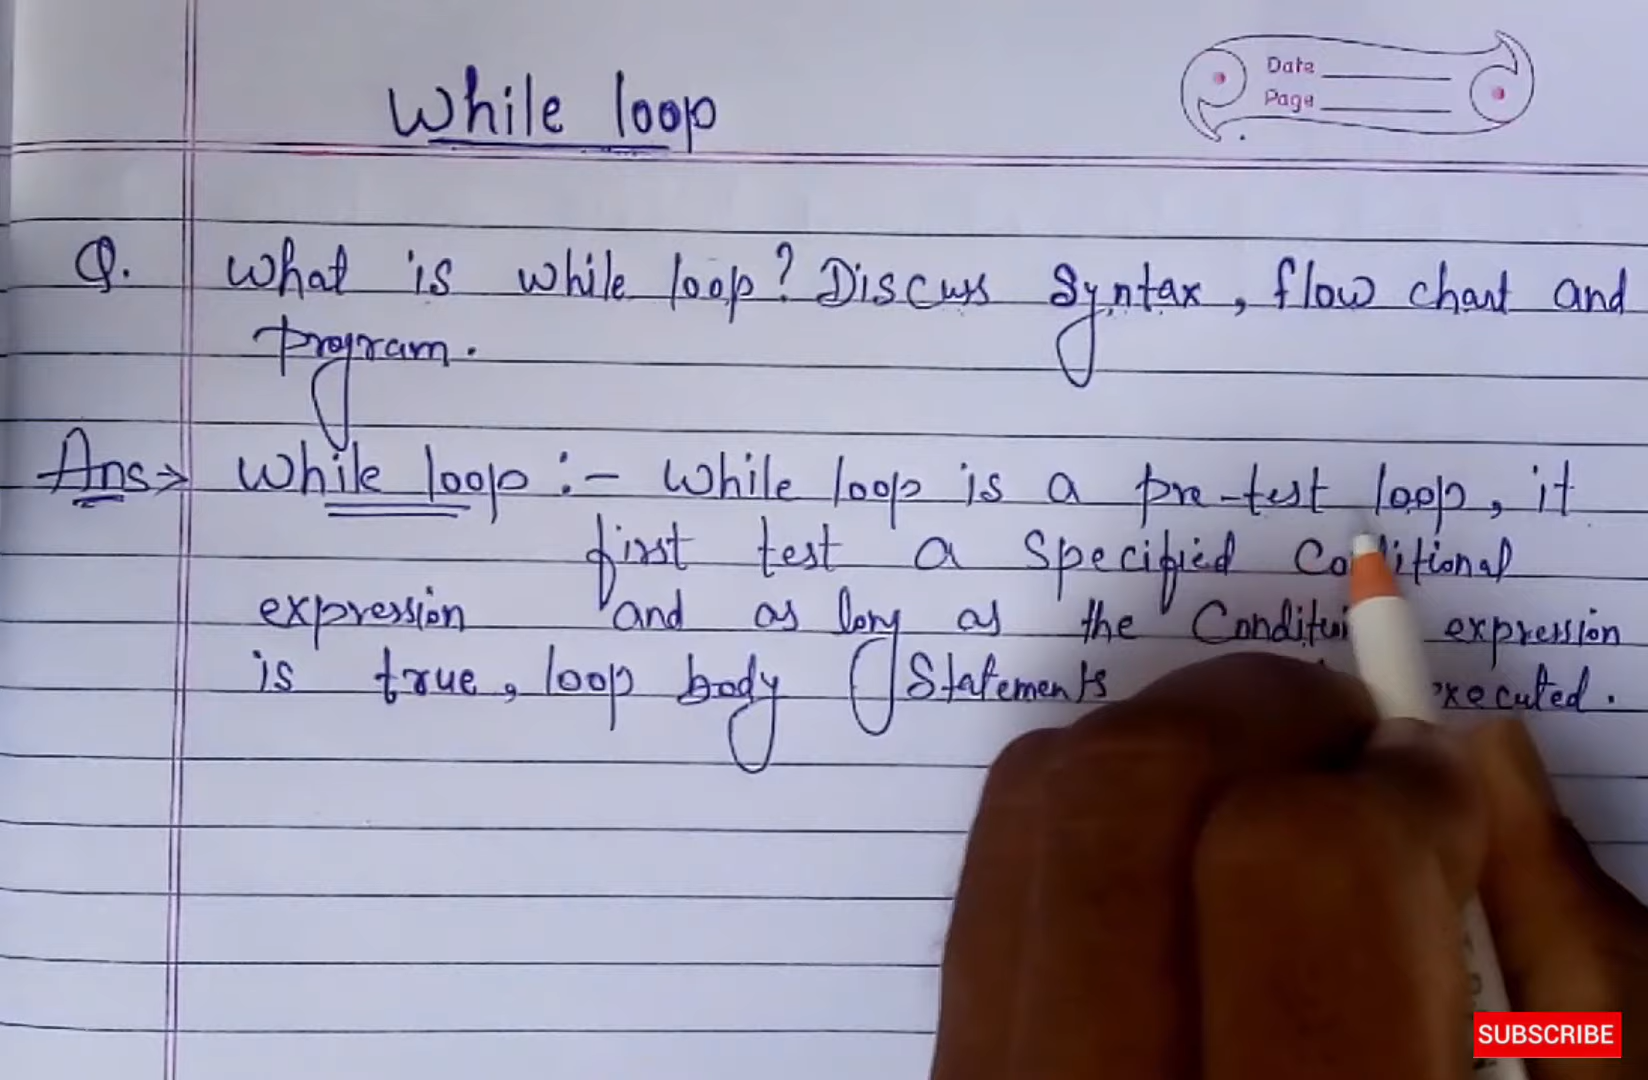 While loop
Date
Page
Q. What is while loop? Discuss Syntax, flow chart and
program.
Ans⇒ While loop :- While loop is a pre-test loop, it
first test a specified Conditional
expression and as long as the expression
is true, loop body Statements
SUBSCRIBE